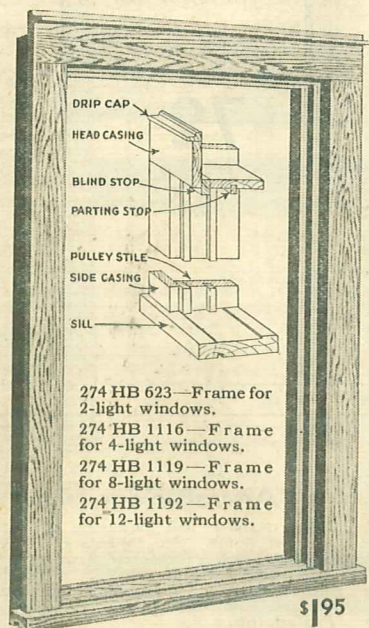 DRIP CAP
HEAD CASING
BLIND STOP
PARTING STOP
PULLEY STILE
SIDE CASING
SILL
274 HB 623—Frame for
2-light windows.
274 HB 1116—Frame
for 4-light windows.
274 HB 1119—Frame
for 8-light windows.
274 HB 1192—Frame
for 12-light windows.
$1 95